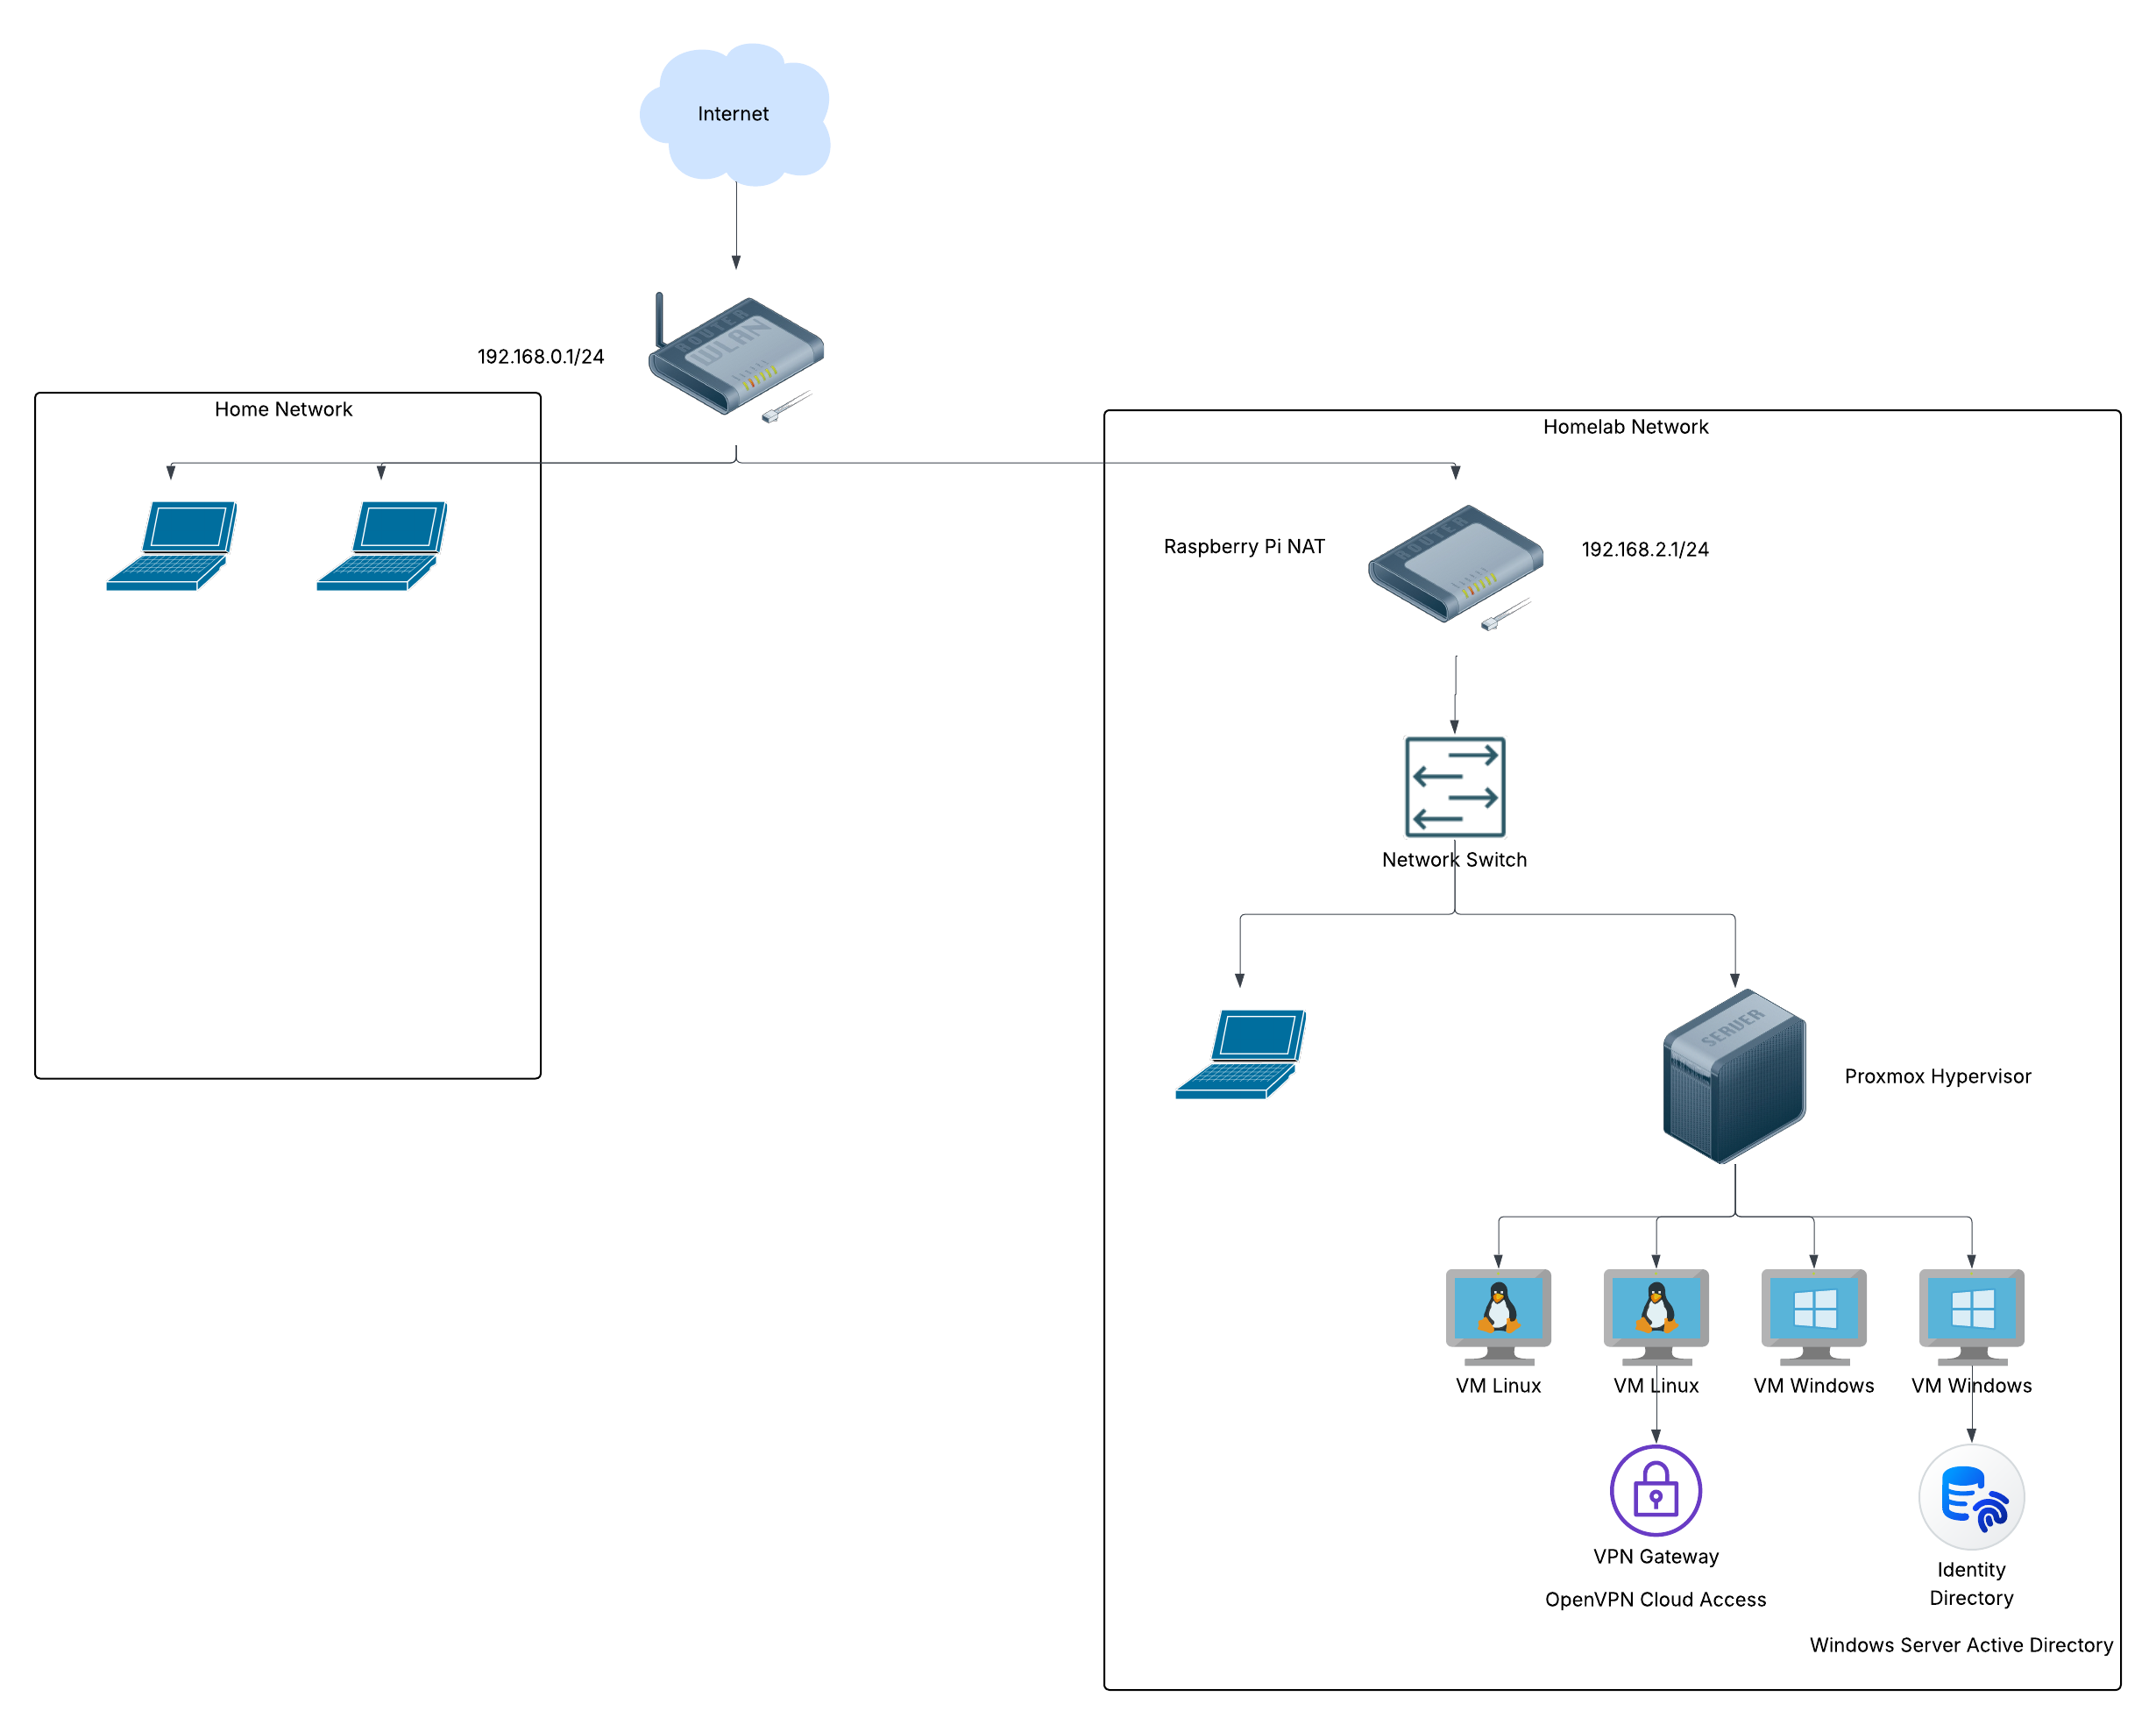 Internet
ROUTER
WLAN
192.168.0.1/24
Home Network
Homelab Network
ROUTER
Raspberry Pi NAT
192.168.2.1/24
Network Switch
SERVER
Proxmox Hypervisor
VM Linux
VM Linux
VM Windows
VM Windows
VPN Gateway
OpenVPN Cloud Access
Identity
Directory
Windows Server Active Directory